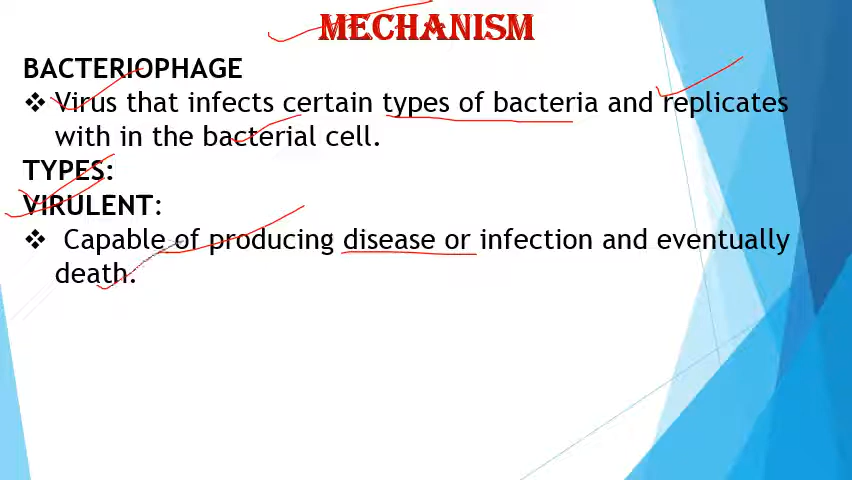 MECHANISM
BACTERIOPHAGE
❖ Virus that infects certain types of bacteria and replicates
with in the bacterial cell.
TYPES:
VIRULENT:
❖ Capable of producing disease or infection and eventually
death.